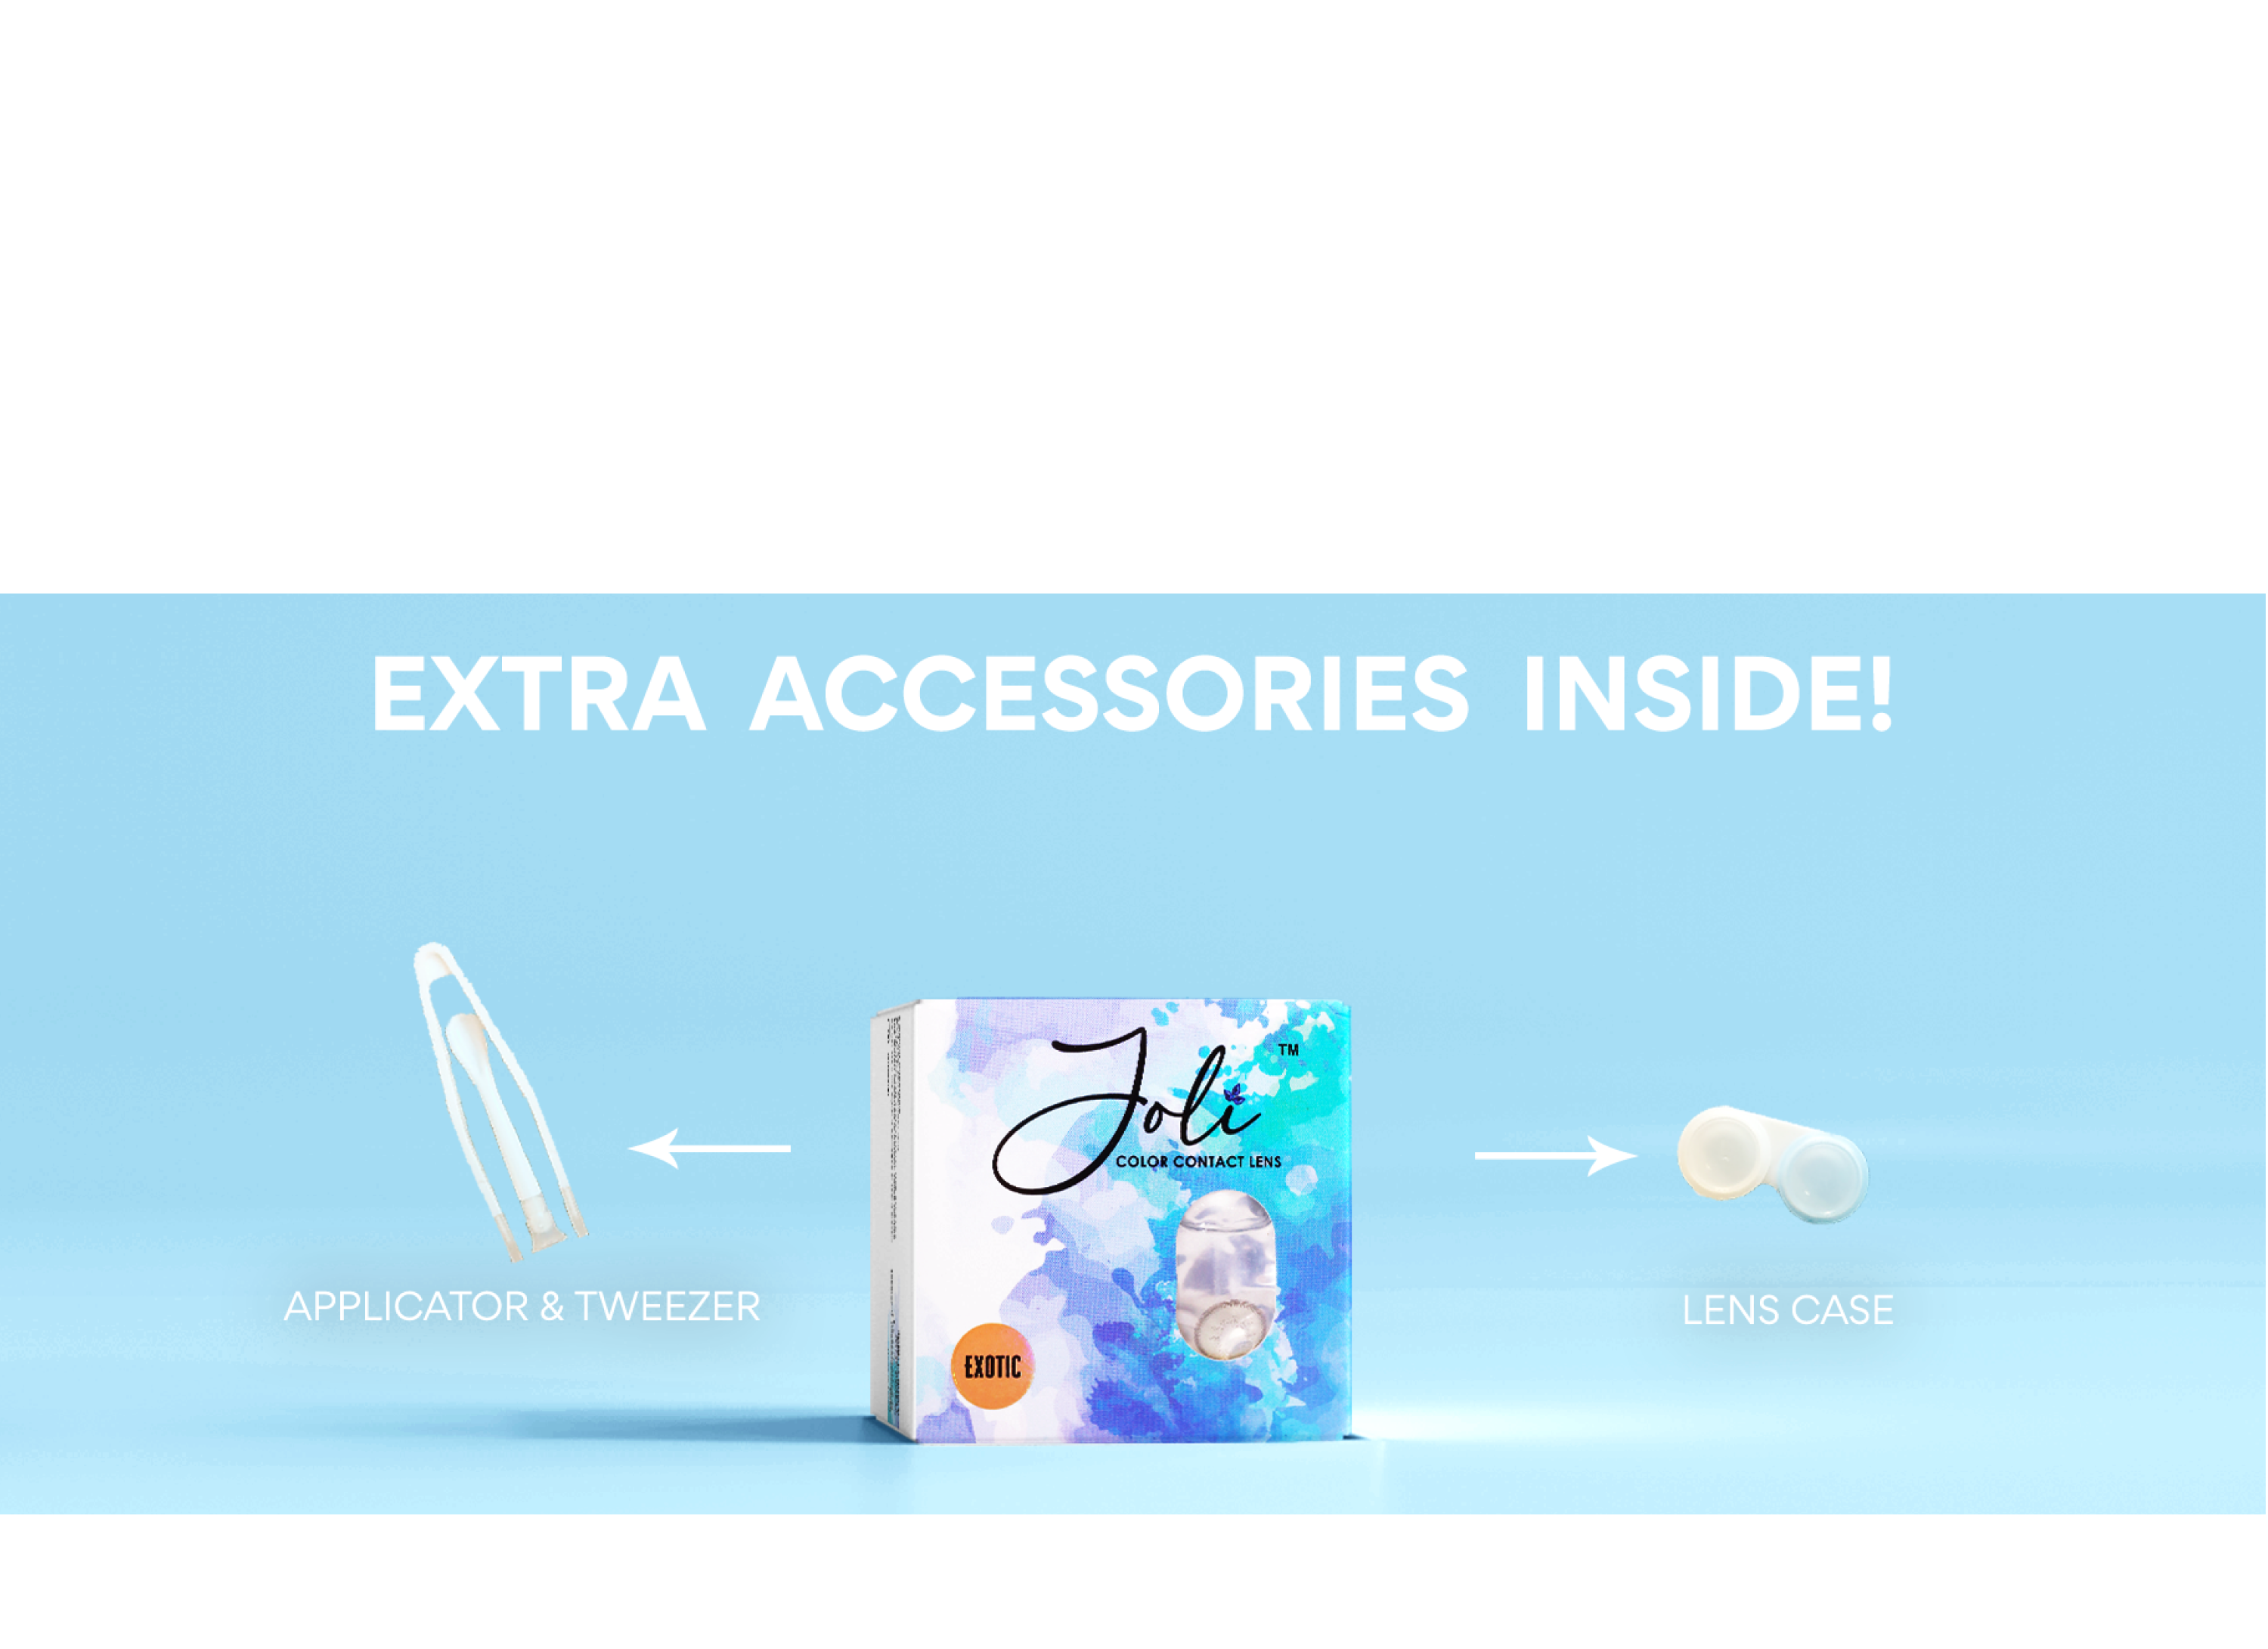 EXTRA ACCESSORIES INSIDE!
Joli TM
COLOR CONTACT LENS
EXOTIC
APPLICATOR & TWEEZER
LENS CASE